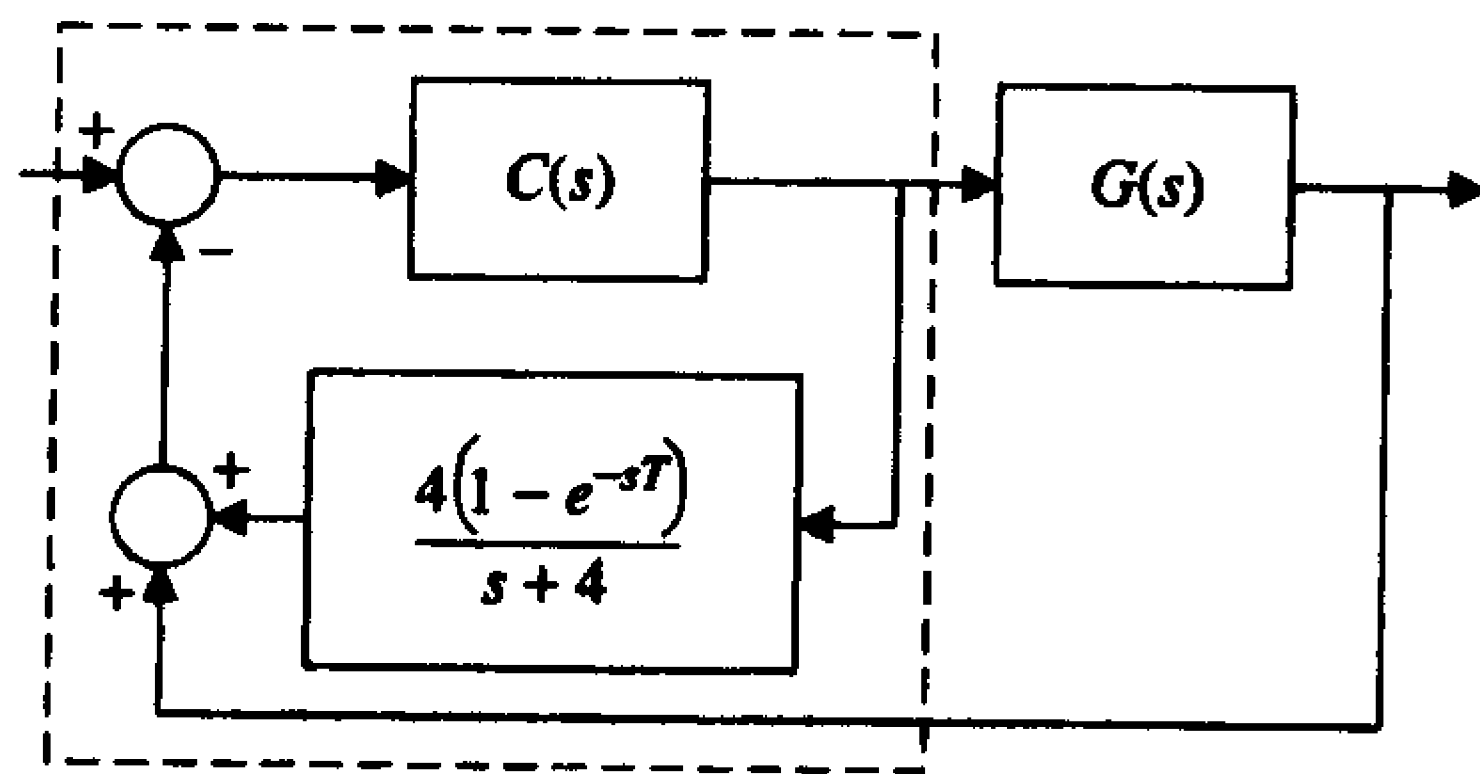 +
C(s)
G(s)
−
+
4(1 − e^{−sT})
s + 4
+